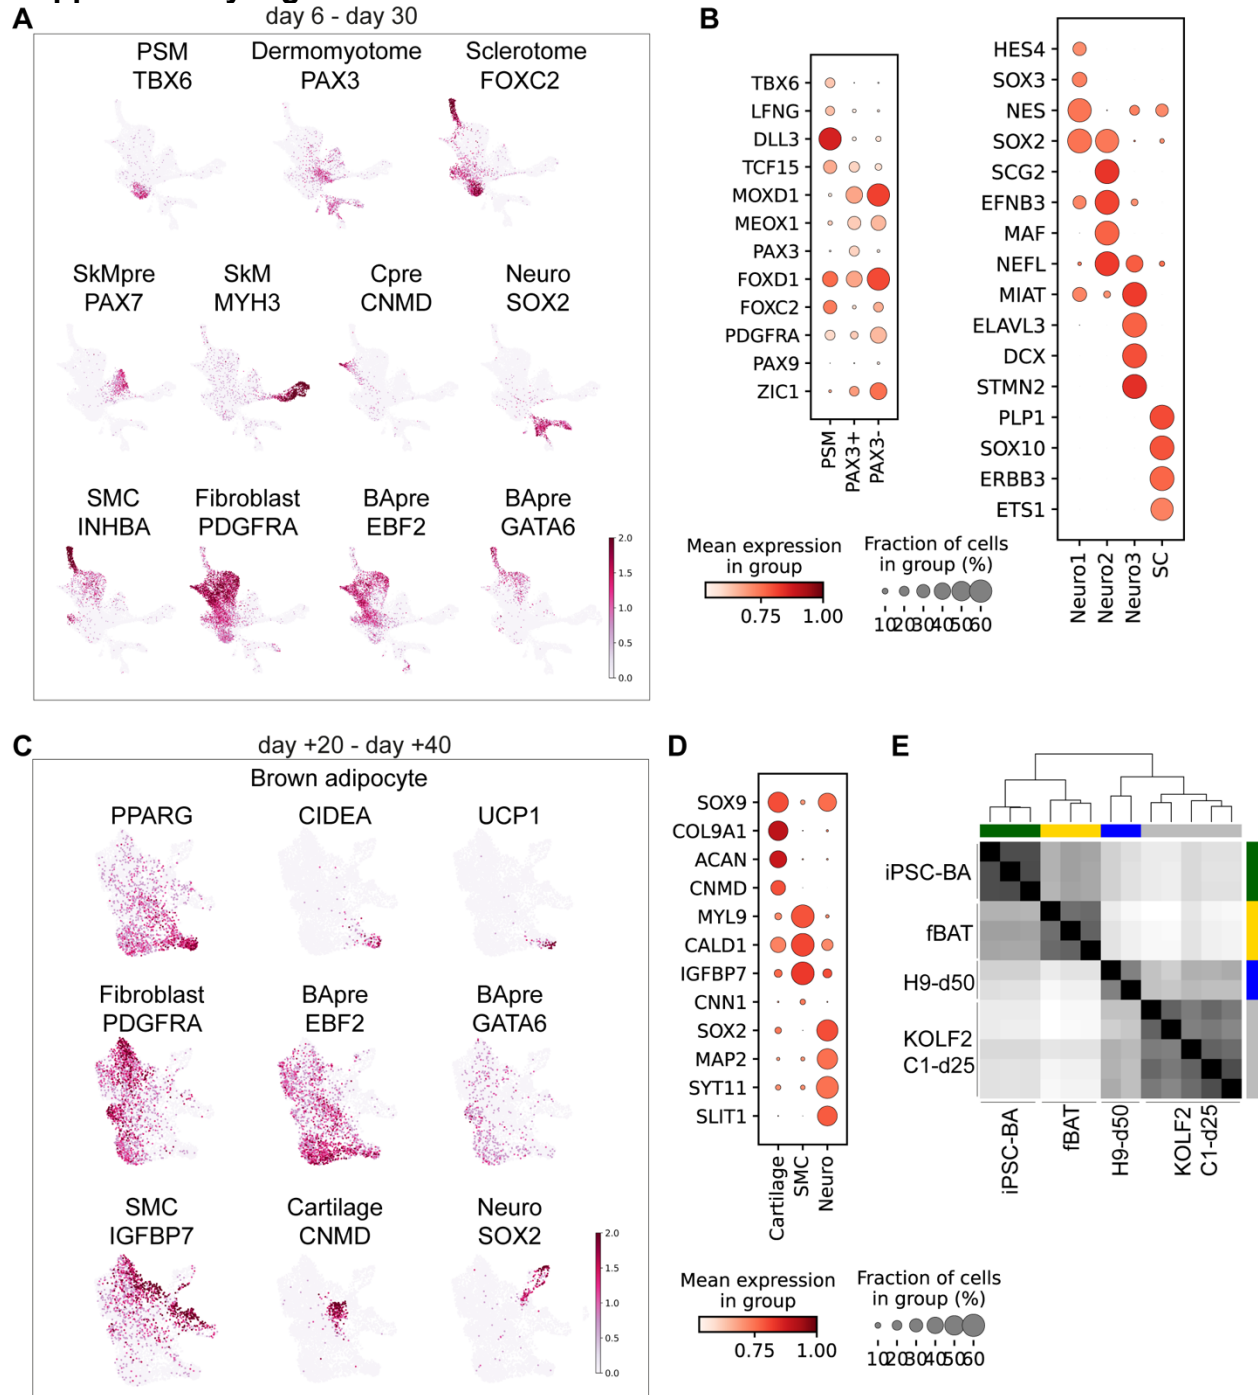 A
day 6 - day 30
PSM
TBX6
Dermomyotome
PAX3
Sclerotome
FOXC2
SkMpre
PAX7
SkM
MYH3
Cpre
CNMD
Neuro
SOX2
SMC
INHBA
Fibroblast
PDGFRA
BApre
EBF2
BApre
GATA6
2.0
1.5
1.0
0.5
0.0
B
TBX6
LFNG
DLL3
TCF15
MOXD1
MEOX1
PAX3
FOXD1
FOXC2
PDGFRA
PAX9
ZIC1
PSM
PAX3+
PAX3-
HES4
SOX3
NES
SOX2
SCG2
EFNB3
MAF
NEFL
MIAT
ELAVL3
DCX
STMN2
PLP1
SOX10
ERBB3
ETS1
Neuro1
Neuro2
Neuro3
SC
Mean expression
in group
0.75 1.00
Fraction of cells
in group (%)
10 20 30 40 50 60
C
day +20 - day +40
Brown adipocyte
PPARG
CIDEA
UCP1
Fibroblast
PDGFRA
BApre
EBF2
BApre
GATA6
SMC
IGFBP7
Cartilage
CNMD
Neuro
SOX2
2.0
1.5
1.0
0.5
0.0
D
SOX9
COL9A1
ACAN
CNMD
MYL9
CALD1
IGFBP7
CNN1
SOX2
MAP2
SYT11
SLIT1
Cartilage
SMC
Neuro
Mean expression
in group
0.75 1.00
Fraction of cells
in group (%)
10 20 30 40 50 60
E
iPSC-BA
fBAT
H9-d50
KOLF2
C1-d25
iPSC-BA
fBAT
H9-d50
KOLF2
C1-d25